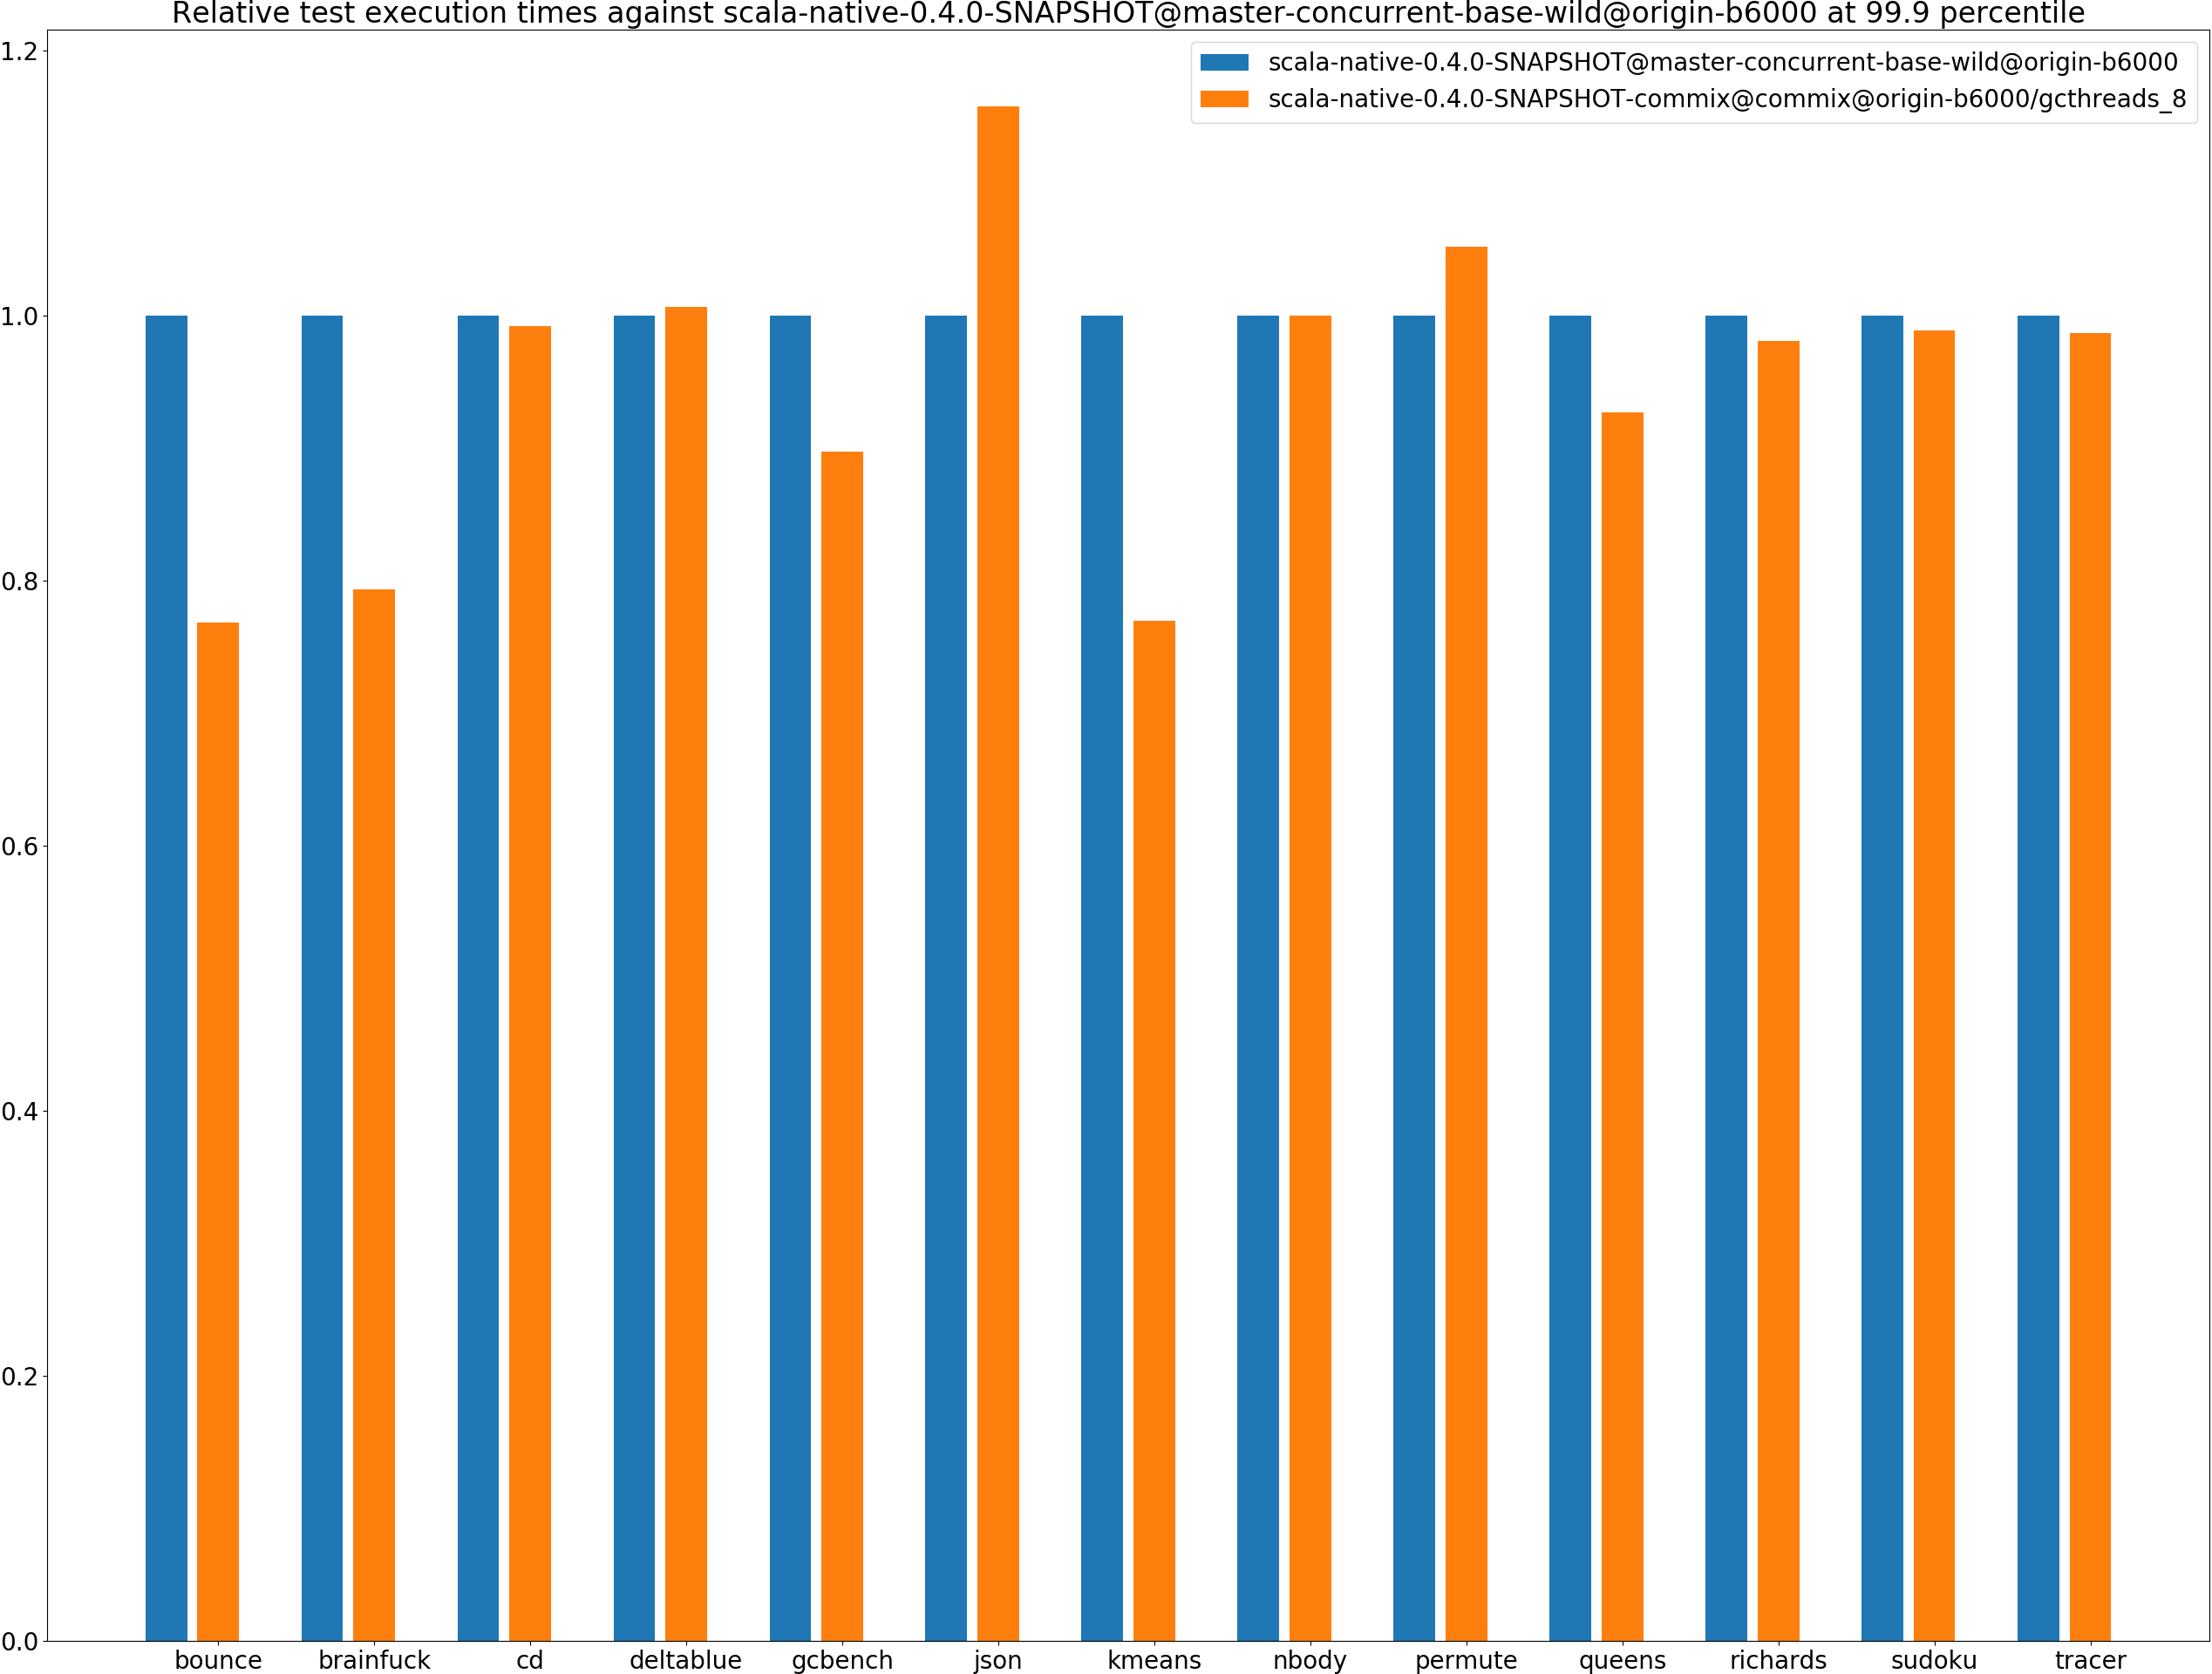 Relative test execution times against scala-native-0.4.0-SNAPSHOT@master-concurrent-base-wild@origin-b6000 at 99.9 percentile
scala-native-0.4.0-SNAPSHOT@master-concurrent-base-wild@origin-b6000
scala-native-0.4.0-SNAPSHOT-commix@commix@origin-b6000/gcthreads_8
1.2
1.0
0.8
0.6
0.4
0.2
0.0
bounce brainfuck cd deltablue gcbench json kmeans nbody permute queens richards sudoku tracer